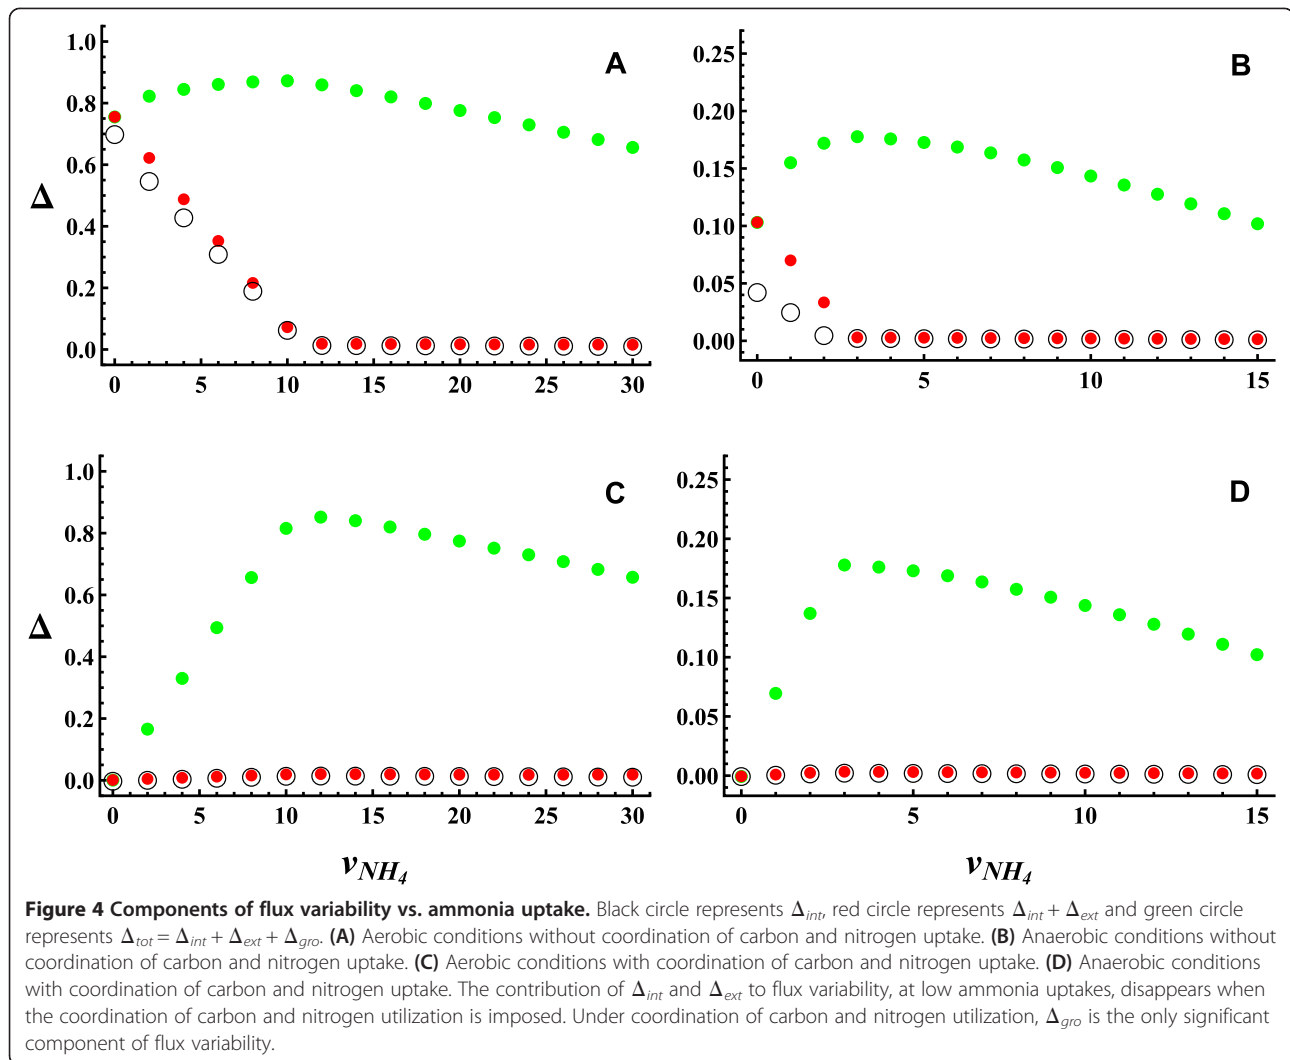 A
1.0
0.8
0.6
0.4
0.2
0.0
Δ
0 5 10 15 20 25 30
B
0.25
0.20
0.15
0.10
0.05
0.00
0 5 10 15
C
1.0
0.8
0.6
0.4
0.2
0.0
Δ
0 5 10 15 20 25 30
v_NH4
D
0.25
0.20
0.15
0.10
0.05
0.00
0 5 10 15
v_NH4
Figure 4 Components of flux variability vs. ammonia uptake. Black circle represents Δint, red circle represents Δint + Δext and green circle
represents Δtot = Δint + Δext + Δgro. (A) Aerobic conditions without coordination of carbon and nitrogen uptake. (B) Anaerobic conditions without
coordination of carbon and nitrogen uptake. (C) Aerobic conditions with coordination of carbon and nitrogen uptake. (D) Anaerobic conditions
with coordination of carbon and nitrogen uptake. The contribution of Δint and Δext to flux variability, at low ammonia uptakes, disappears when
the coordination of carbon and nitrogen utilization is imposed. Under coordination of carbon and nitrogen utilization, Δgro is the only significant
component of flux variability.